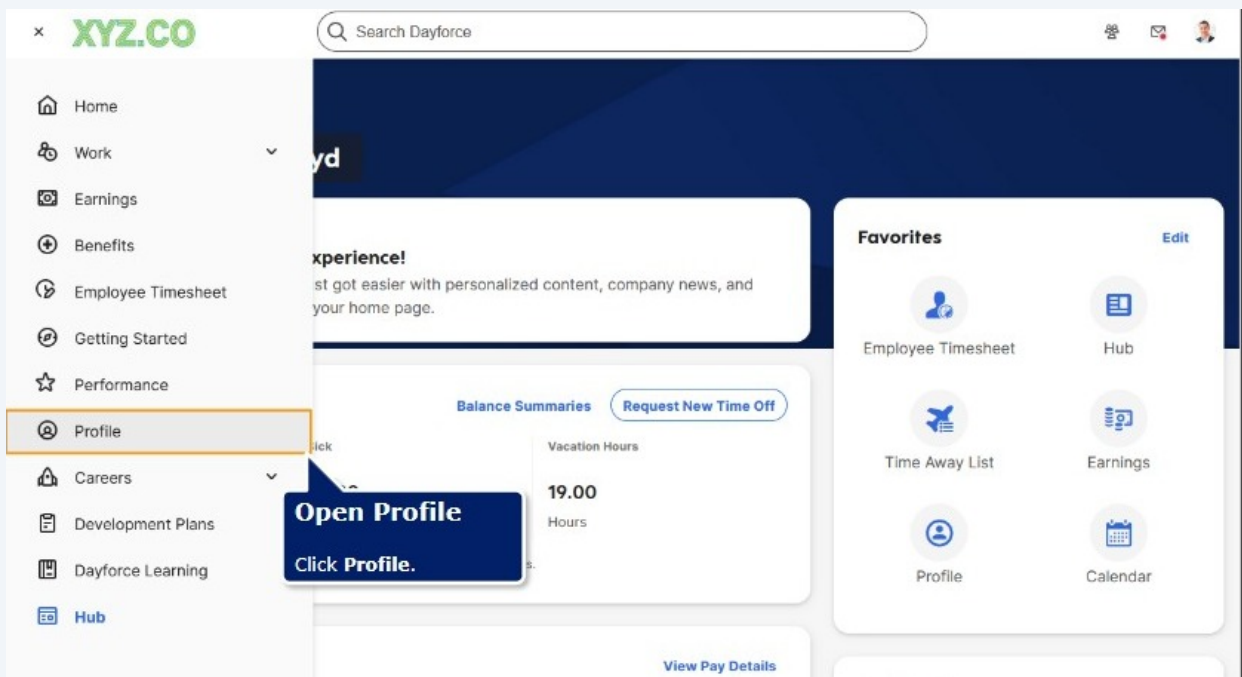 XYZ.CO
Search Dayforce
Home
Work
Earnings
Benefits
Employee Timesheet
Getting Started
Performance
Profile
Careers
Development Plans
Dayforce Learning
Hub
yd
xperience!
st got easier with personalized content, company news, and
your home page.
Balance Summaries
Request New Time Off
ick
Vacation Hours
19.00
Hours
s.
Open Profile
Click Profile.
View Pay Details
Favorites
Edit
Employee Timesheet
Hub
Time Away List
Earnings
Profile
Calendar